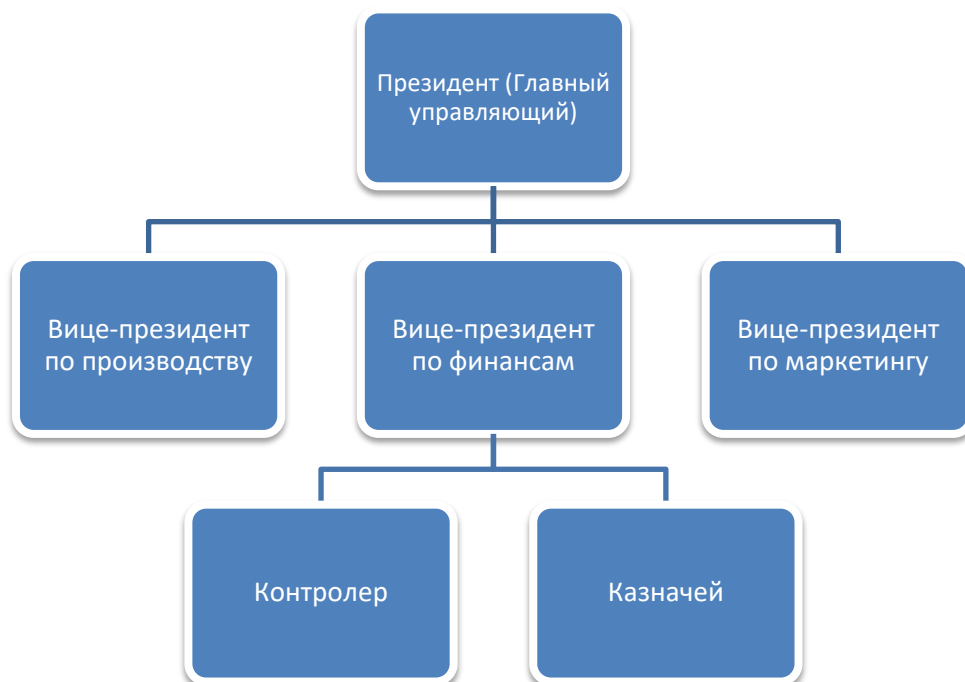 Президент (Главный
управляющий)
Вице-президент
по производству
Вице-президент
по финансам
Вице-президент
по маркетингу
Контролер
Казначей